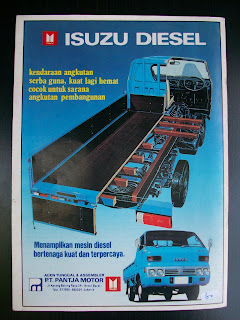 ISUZU DIESEL
kendaraan angkutan
serba guna, kuat lagi hemat
cocok untuk sarana
angkutan pembangunan
Menampilkan mesin diesel
bertenaga kuat dan terpercaya.
AGEN TUNGGAL & ASSEMBLER
P.T. PANTJA MOTOR